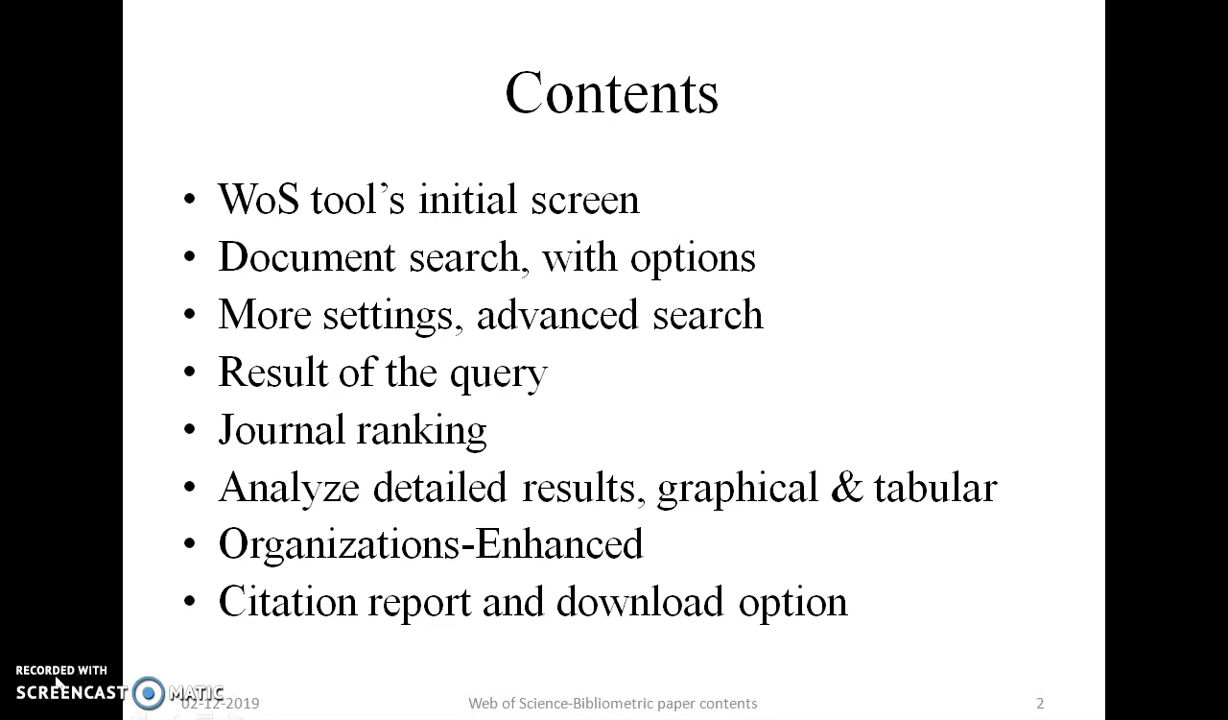 Contents
• WoS tool’s initial screen
• Document search, with options
• More settings, advanced search
• Result of the query
• Journal ranking
• Analyze detailed results, graphical & tabular
• Organizations-Enhanced
• Citation report and download option
RECORDED WITH
SCREENCAST MATIC
02-12-2019 Web of Science-Bibliometric paper contents 2